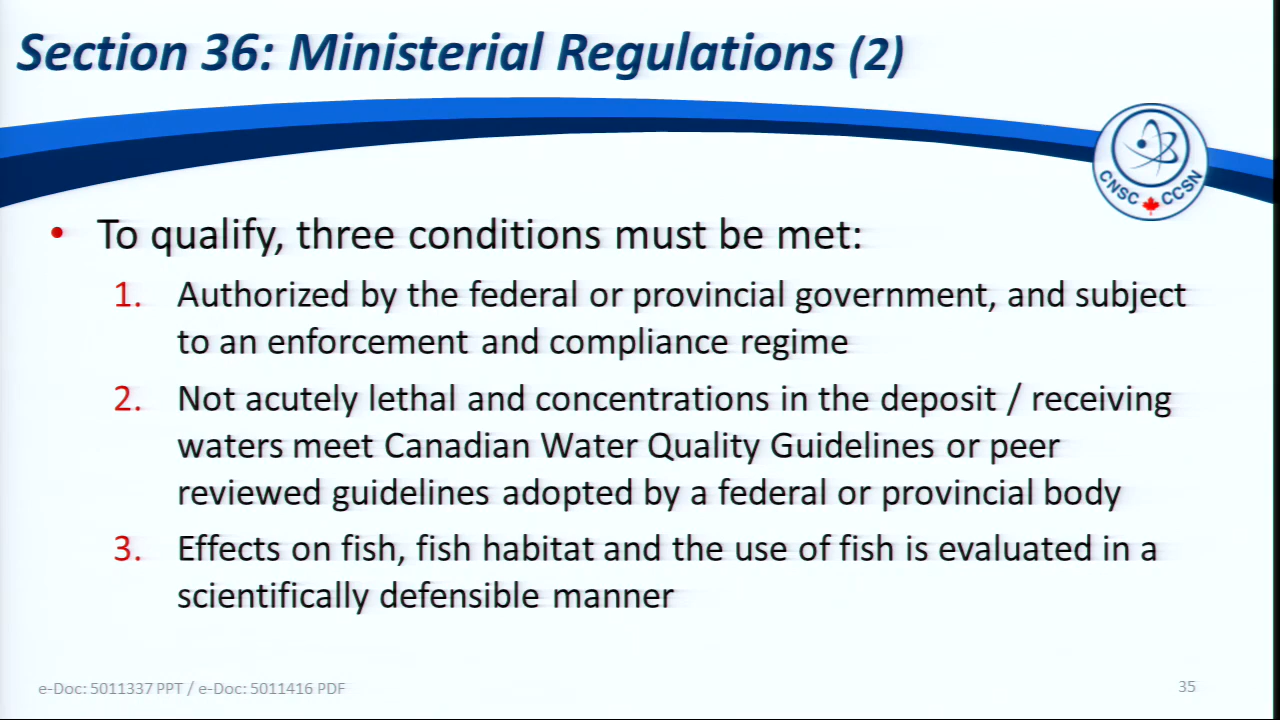 Section 36: Ministerial Regulations (2)
CNSC CCSN
• To qualify, three conditions must be met:
1. Authorized by the federal or provincial government, and subject
to an enforcement and compliance regime
2. Not acutely lethal and concentrations in the deposit / receiving
waters meet Canadian Water Quality Guidelines or peer
reviewed guidelines adopted by a federal or provincial body
3. Effects on fish, fish habitat and the use of fish is evaluated in a
scientifically defensible manner
e-Doc: 5011337 PPT / e-Doc: 5011416 PDF
35